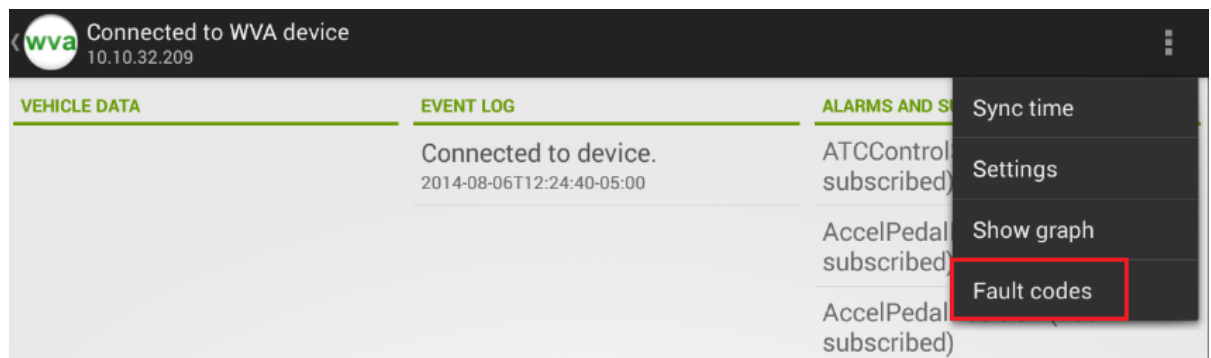 wva
Connected to WVA device
10.10.32.209
VEHICLE DATA
EVENT LOG
Connected to device.
2014-08-06T12:24:40-05:00
ALARMS AND
ATCControl
subscribed)
AccelPedal
subscribed)
AccelPedal
subscribed)
Sync time
Settings
Show graph
Fault codes